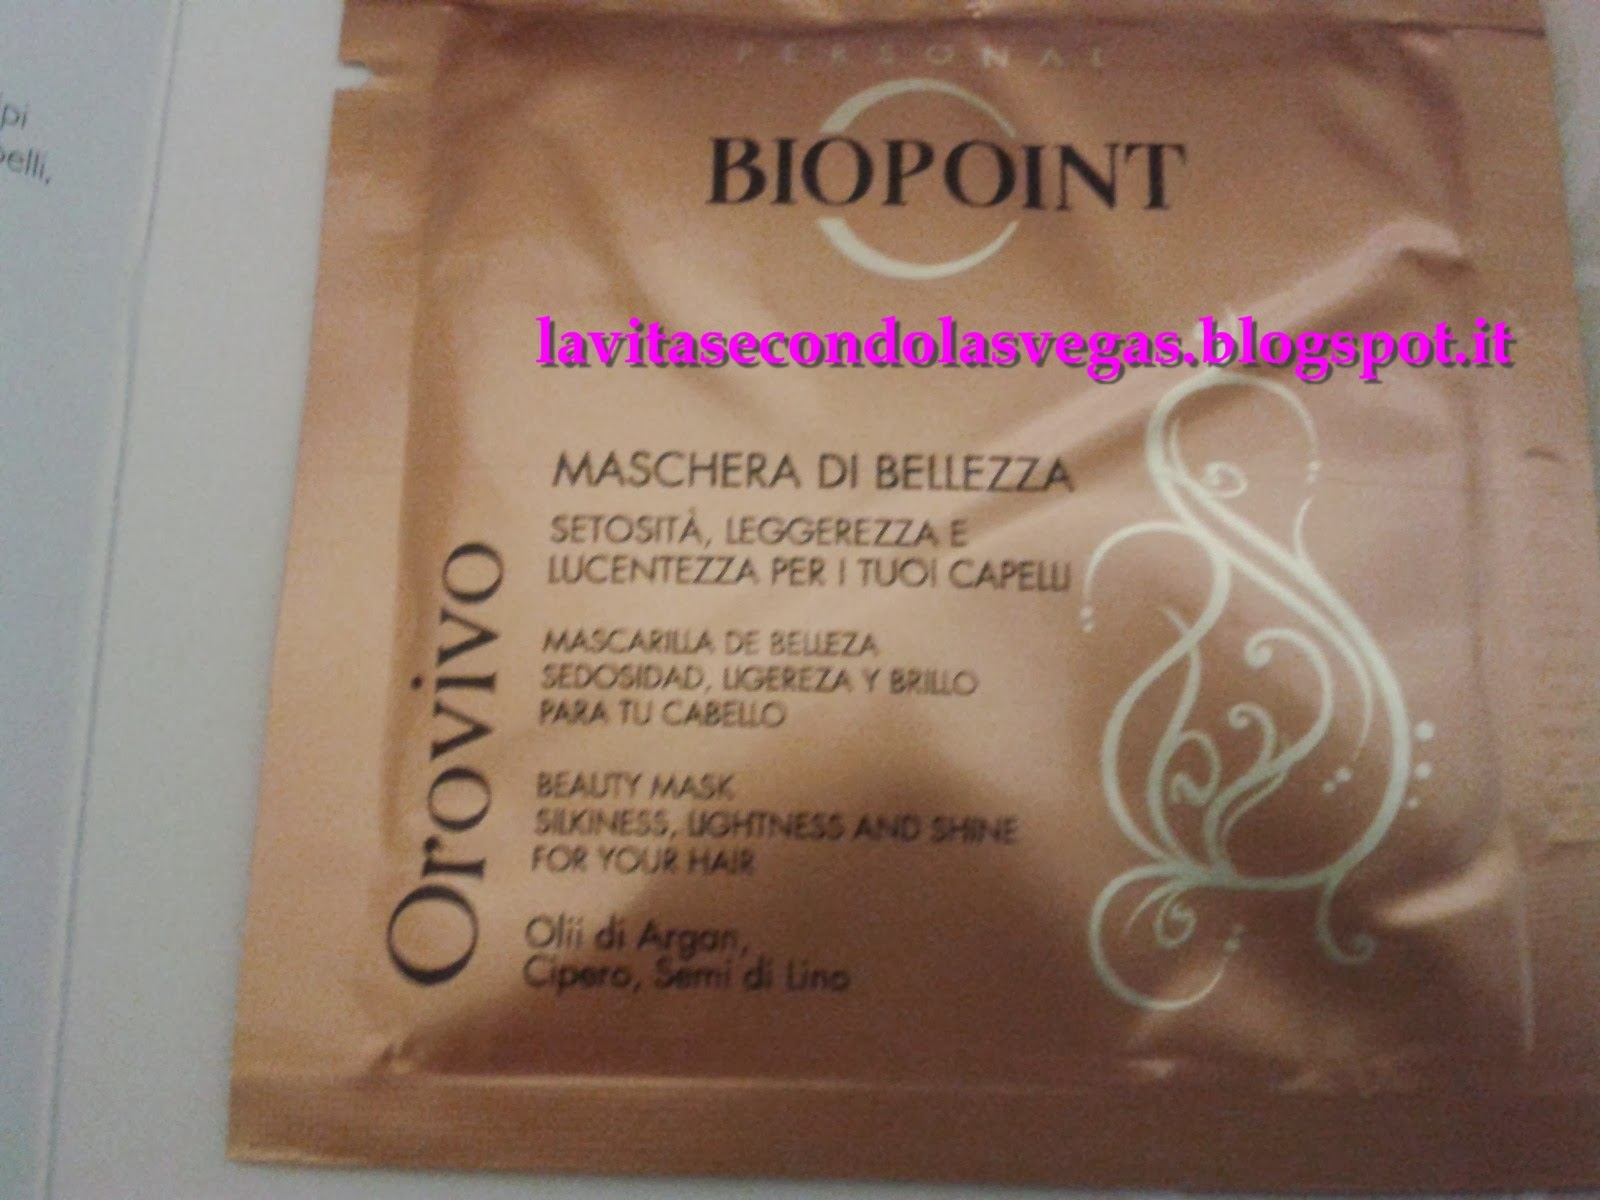 pi
elli,
PERSONAL
BIOPOINT
lavitasecondolasvegas.blogspot.it
MASCHERA DI BELLEZZA
SETOSITÀ, LEGGEREZZA E
LUCENTEZZA PER I TUOI CAPELLI
Orovivo
MASCARILLA DE BELLEZA
SEDOSIDAD, LIGEREZA Y BRILLO
PARA TU CABELLO
BEAUTY MASK
SILKINESS, LIGHTNESS AND SHINE
FOR YOUR HAIR
Olii di Argan,
Cipero, Semi di Lino